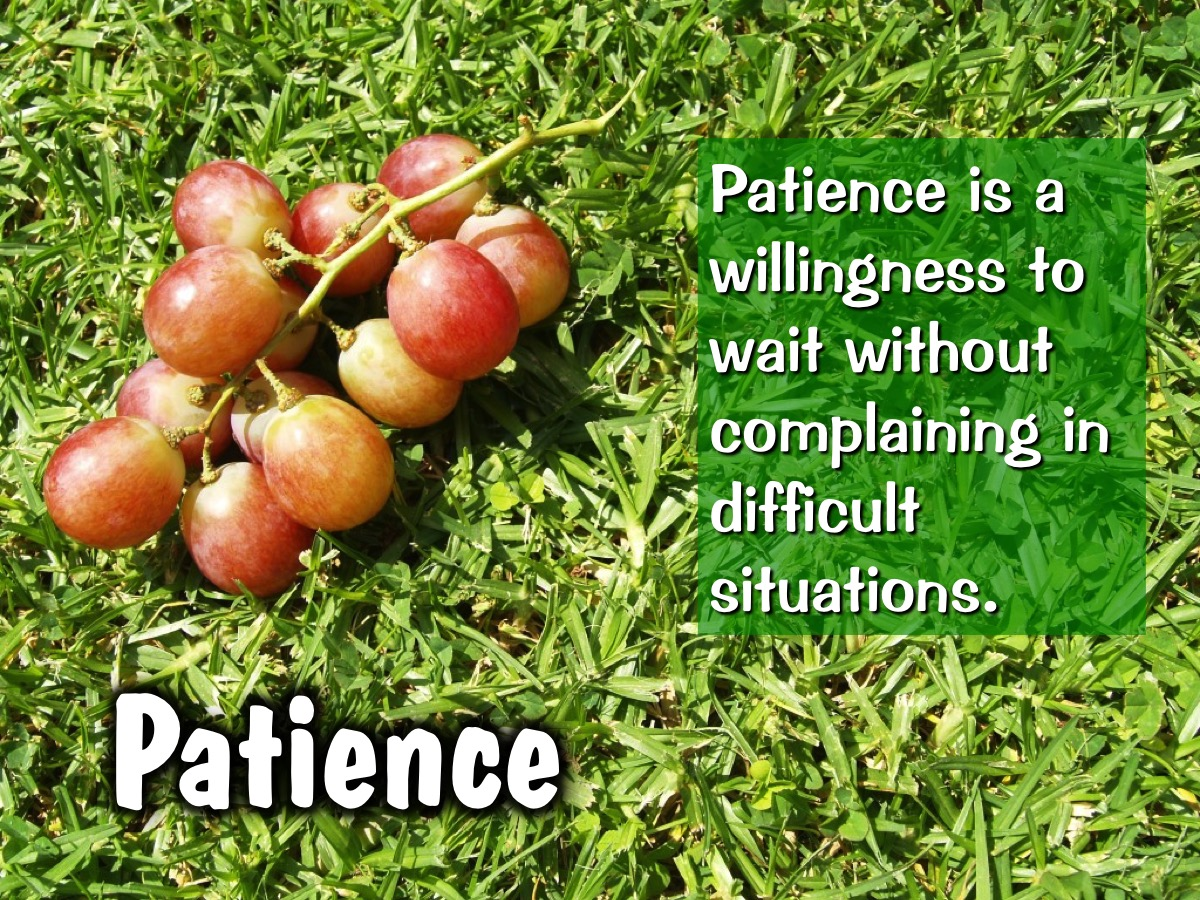 Patience is a
willingness to
wait without
complaining in
difficult
situations.
Patience